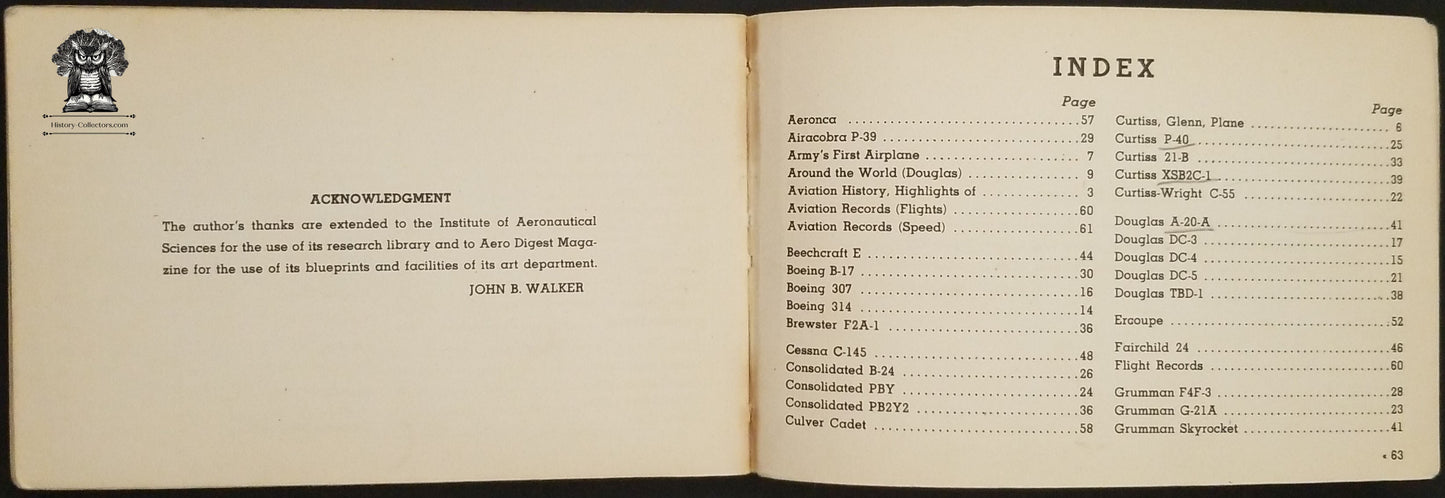 History-Collectors.com
ACKNOWLEDGMENT
The author's thanks are extended to the Institute of Aeronautical
Sciences for the use of its research library and to Aero Digest Maga-
zine for the use of its blueprints and facilities of its art department.
JOHN B. WALKER
INDEX
Page
Aeronca ..............................57
Airacobra P-39 ..............................29
Army's First Airplane .......................... 7
Around the World (Douglas) ................... 9
Aviation History, Highlights of ................. 3
Aviation Records (Flights) .....................60
Aviation Records (Speed) ......................61
Beechcraft E ................................44
Boeing B-17 .................................30
Boeing 307 ..................................16
Boeing 314 ..................................14
Brewster F2A-1 ..............................36
Cessna C-145 ...............................48
Consolidated B-24 ............................26
Consolidated PBY ............................24
Consolidated PB2Y2 ..........................36
Culver Cadet ................................58
Page
Curtiss, Glenn, Plane .......................... 6
Curtiss P-40 .................................25
Curtiss 21-B .................................33
Curtiss XSB2C-1 .............................39
Curtiss-Wright C-55 ..........................22
Douglas A-20-A ..............................41
Douglas DC-3 ................................17
Douglas DC-4 ................................15
Douglas DC-5 ................................21
Douglas TBD-1 ...............................38
Ercoupe .....................................52
Fairchild 24 ..................................46
Flight Records ...............................60
Grumman F4F-3 ..............................28
Grumman G-21A .............................23
Grumman Skyrocket ..........................41
« 63